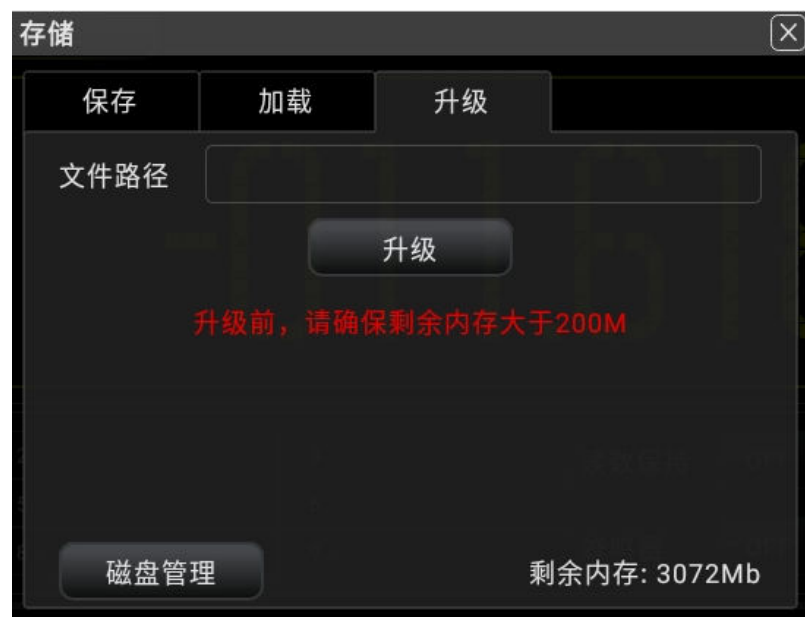 存储
保存 加载 升级
文件路径
升级
升级前，请确保剩余内存大于200M
磁盘管理 剩余内存: 3072Mb